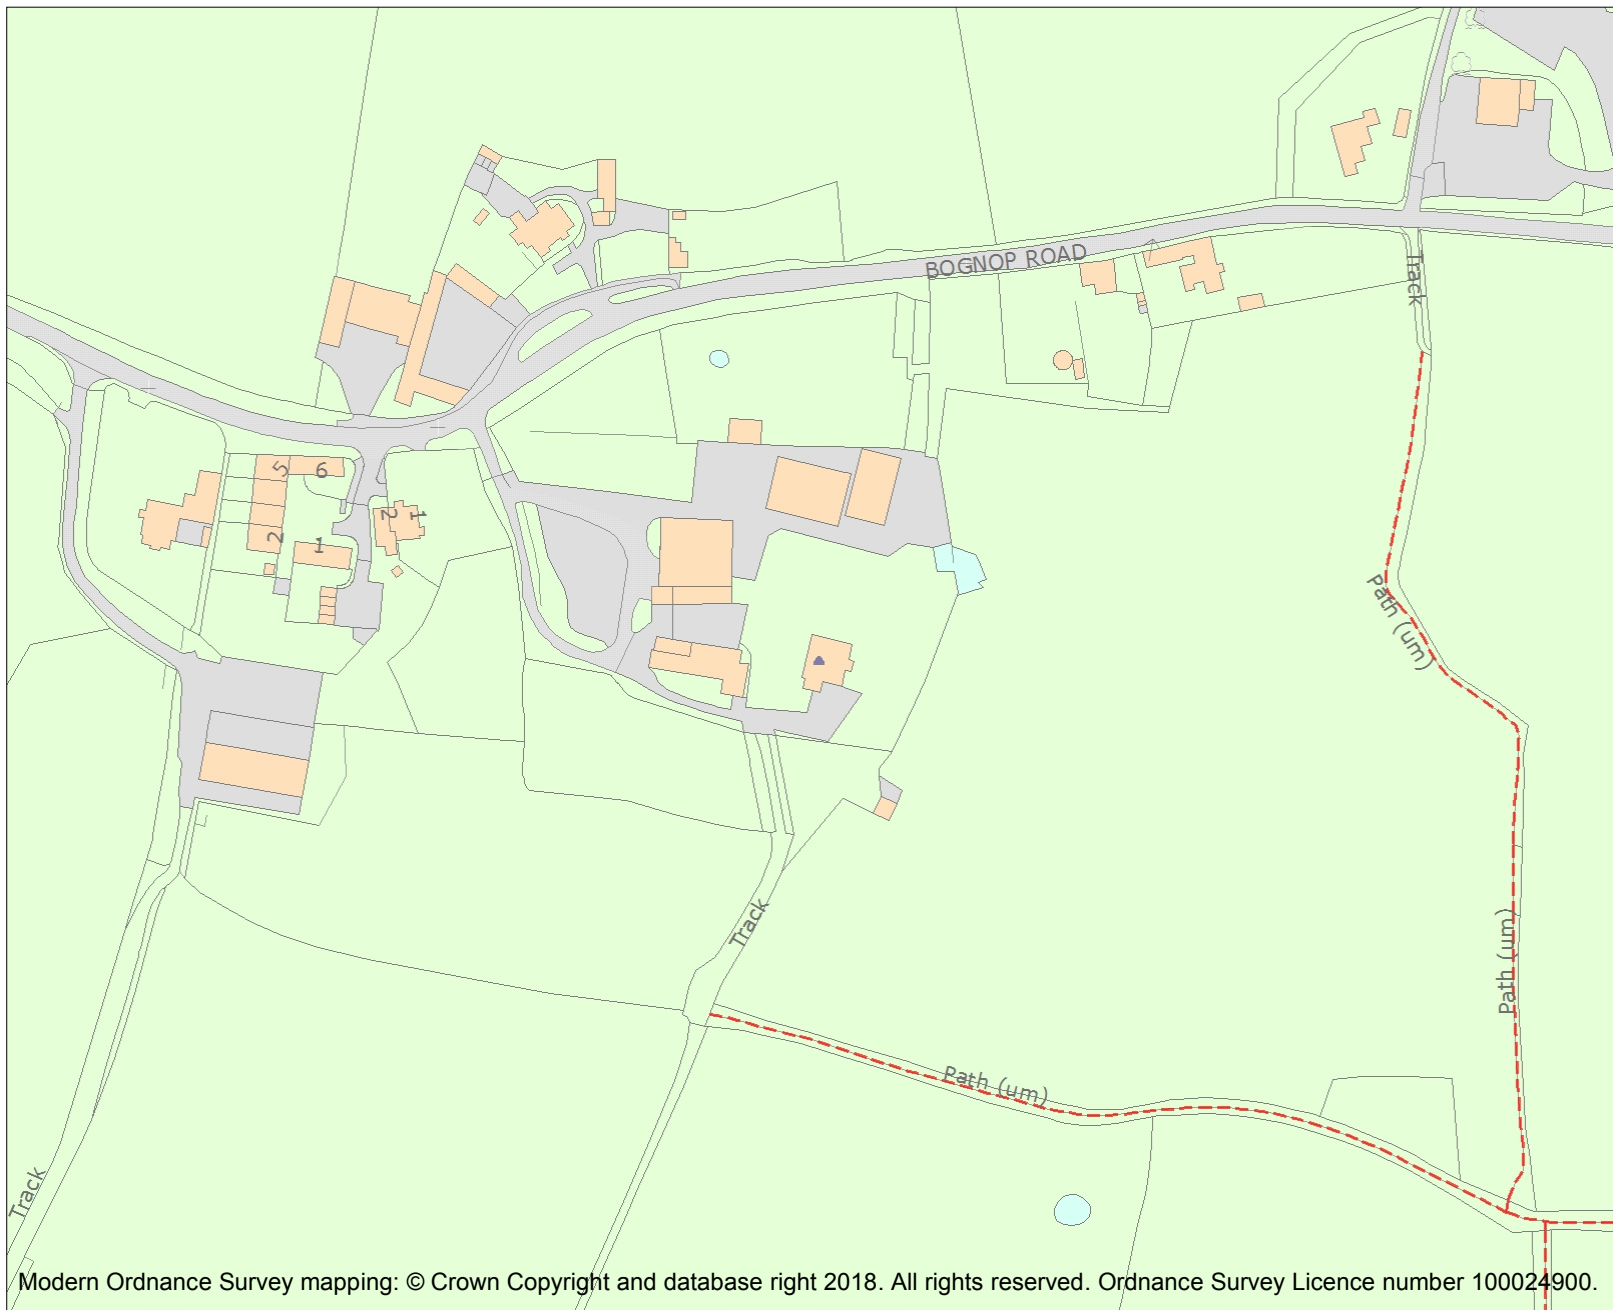 BOGNOP ROAD
Track
5
6
2
1
2
1
Path (um)
Track
Path (um)
Path (um)
Track
Modern Ordnance Survey mapping: © Crown Copyright and database right 2018. All rights reserved. Ordnance Survey Licence number 100024900.